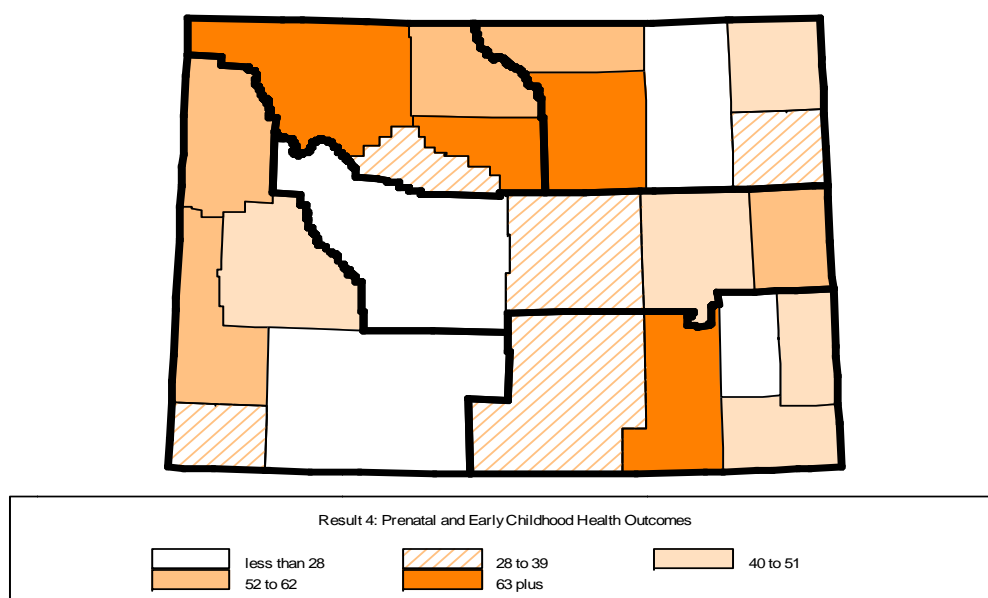 Result 4: Prenatal and Early Childhood Health Outcomes
less than 28 28 to 39 40 to 51
52 to 62 63 plus